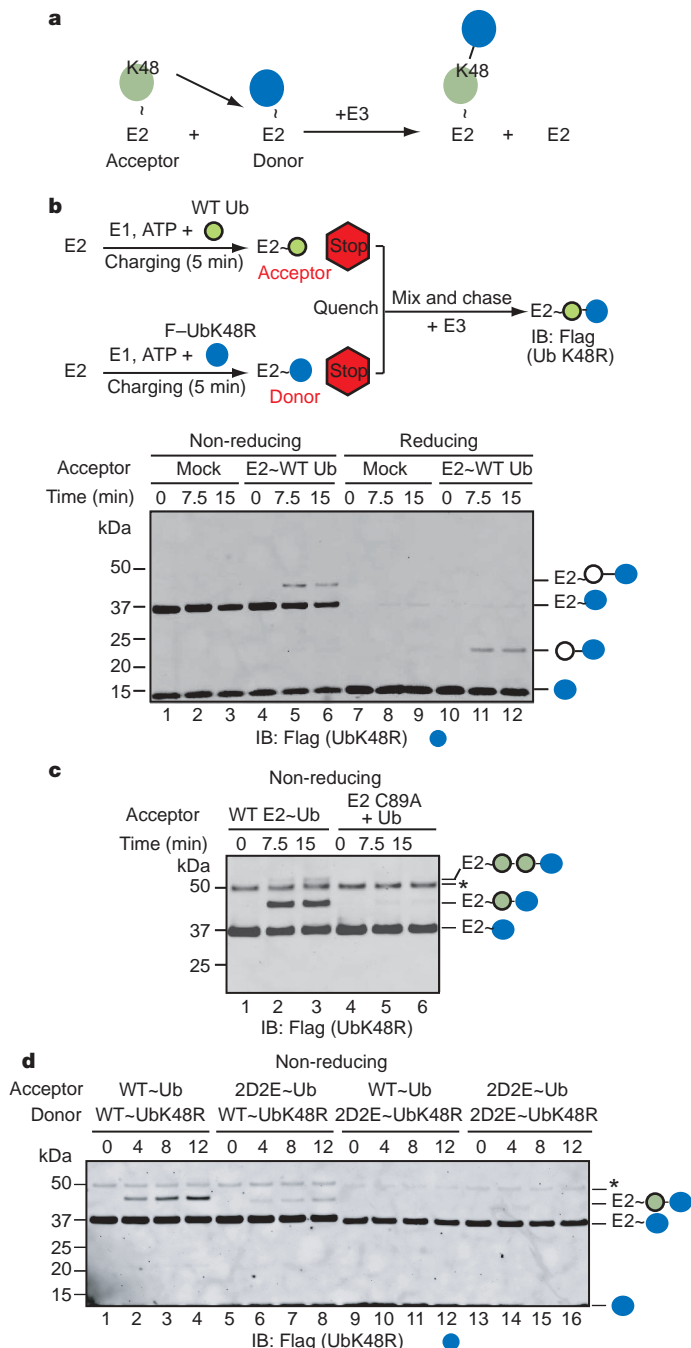 a
K48
K48
+E3
E2 + E2 E2 + E2
Acceptor Donor
b
WT Ub
E1, ATP +
E2 E2~ Stop
Charging (5 min)
Acceptor
Quench Mix and chase E2~
+ E3
F–UbK48R
IB: Flag
(Ub K48R)
E1, ATP +
E2 E2~ Stop
Charging (5 min)
Donor
Non-reducing Reducing
Acceptor Mock E2~WT Ub Mock E2~WT Ub
Time (min) 0 7.5 15 0 7.5 15 0 7.5 15 0 7.5 15
kDa
50
E2~
37 E2~
25
20
15
1 2 3 4 5 6 7 8 9 10 11 12
IB: Flag (UbK48R)
c
Non-reducing
Acceptor WT E2~Ub E2 C89A + Ub
Time (min) 0 7.5 15 0 7.5 15
kDa
E2~
50 *
E2~
37 E2~
25
1 2 3 4 5 6
IB: Flag (UbK48R)
d
Non-reducing
Acceptor WT~Ub 2D2E~Ub WT~Ub 2D2E~Ub
Donor WT~UbK48R WT~UbK48R 2D2E~UbK48R 2D2E~UbK48R
0 4 8 12 0 4 8 12 0 4 8 12 0 4 8 12
kDa
50 *
E2~
37 E2~
25
20
15
1 2 3 4 5 6 7 8 9 10 11 12 13 14 15 16
IB: Flag (UbK48R)